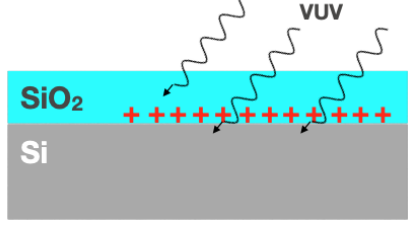 VUV
SiO₂
+ + + + + + + + + + + +
Si